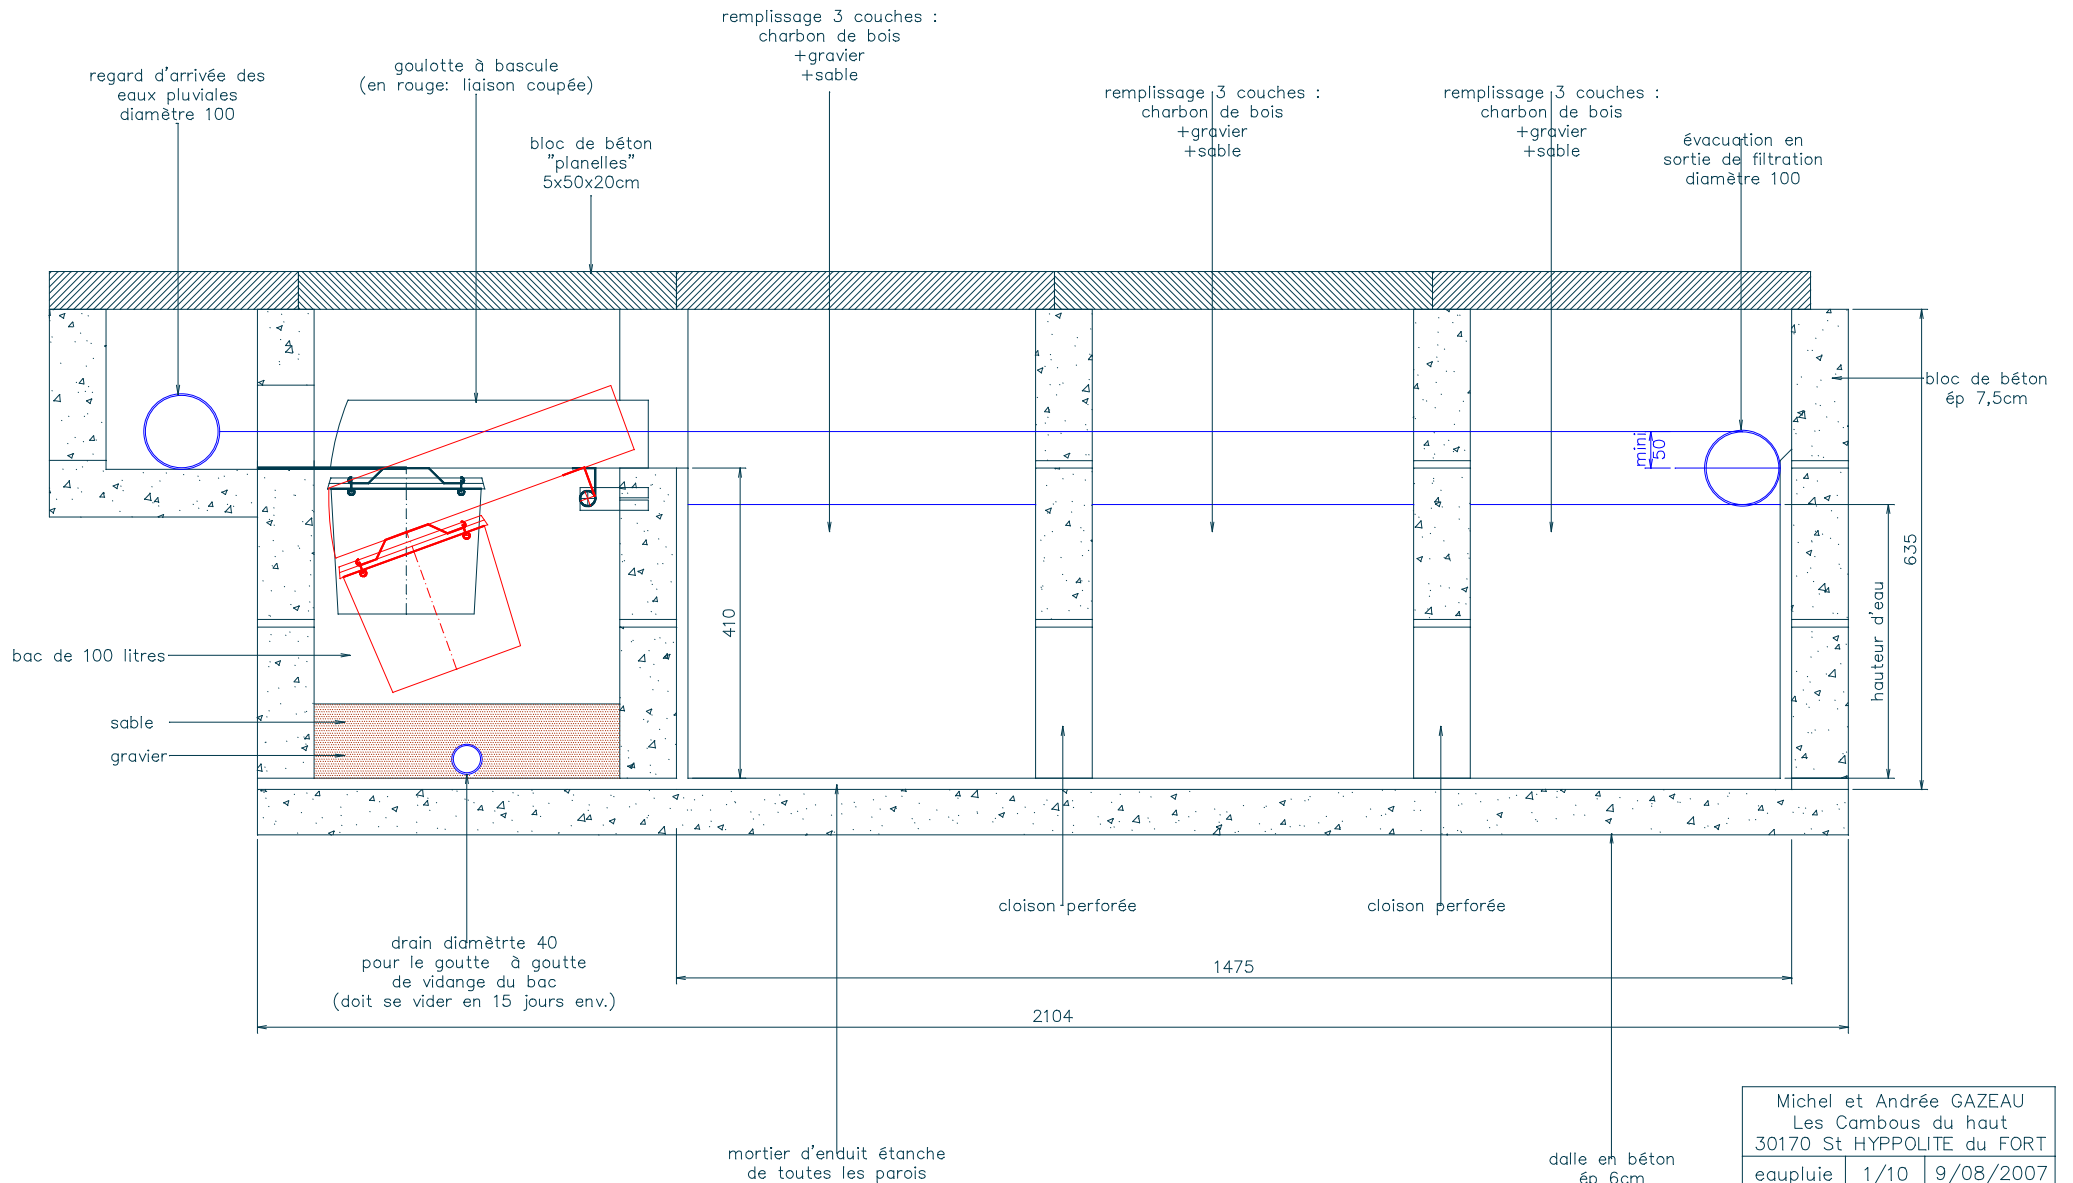 remplissage 3 couches :
charbon de bois
+gravier
+sable
regard d'arrivée des
eaux pluviales
diamètre 100
goulotte à bascule
(en rouge: liaison coupée)
bloc de béton
"planelles"
5x50x20cm
remplissage 3 couches :
charbon de bois
+gravier
+sable
remplissage 3 couches :
charbon de bois
+gravier
+sable
évacuation en
sortie de filtration
diamètre 100
bloc de béton
ép 7,5cm
mini
50
635
410
hauteur d'eau
bac de 100 litres
sable
gravier
cloison perforée
cloison perforée
drain diamètrte 40
pour le goutte à goutte
de vidange du bac
(doit se vider en 15 jours env.)
1475
2104
mortier d'enduit étanche
de toutes les parois
dalle en béton
ép 6cm
Michel et Andrée GAZEAU
Les Cambous du haut
30170 St HYPPOLITE du FORT
eaupluie 1/10 9/08/2007